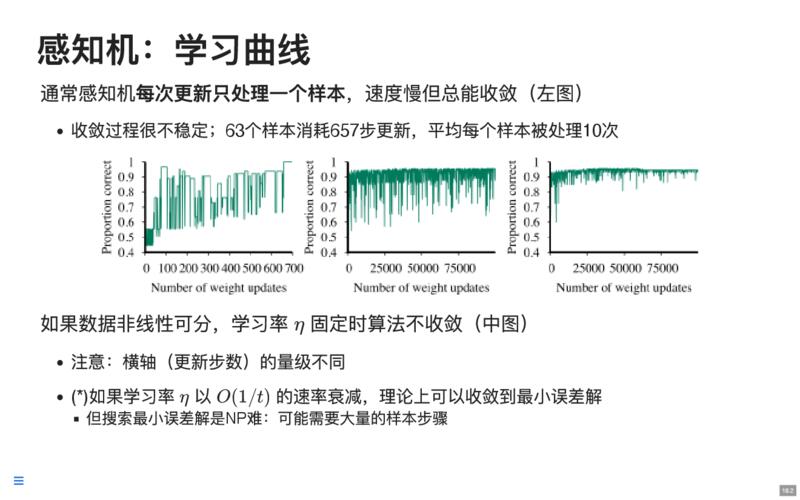 感知机：学习曲线
通常感知机每次更新只处理一个样本，速度慢但总能收敛（左图）
• 收敛过程很不稳定；63个样本消耗657步更新，平均每个样本被处理10次
Proportion correct
1
0.9
0.8
0.7
0.6
0.5
0.4
0 100 200 300 400 500 600 700
Number of weight updates
Proportion correct
1
0.9
0.8
0.7
0.6
0.5
0.4
0 25000 50000 75000
Number of weight updates
Proportion correct
1
0.9
0.8
0.7
0.6
0.5
0.4
0 25000 50000 75000
Number of weight updates
如果数据非线性可分，学习率 η 固定时算法不收敛（中图）
• 注意：横轴（更新步数）的量级不同
• (*)如果学习率 η 以 O(1/t) 的速率衰减，理论上可以收敛到最小误差解
▪ 但搜索最小误差解是NP难：可能需要大量的样本步骤